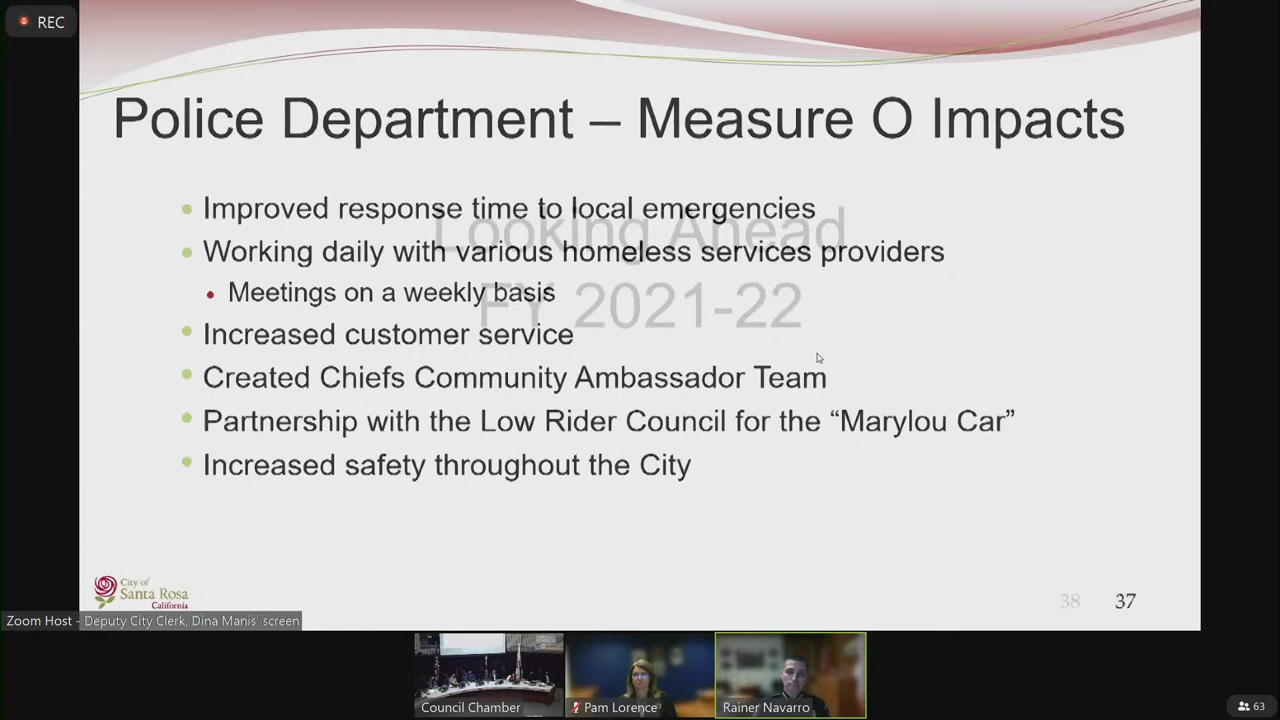 REC
Police Department – Measure O Impacts
Improved response time to local emergencies
Looking Ahead
Working daily with various homeless services providers
Meetings on a weekly basis
FY 2021-22
Increased customer service
Created Chiefs Community Ambassador Team
Partnership with the Low Rider Council for the “Marylou Car”
Increased safety throughout the City
City of
Santa Rosa
California
38 37
Zoom Host - Deputy City Clerk, Dina Manis' screen
Council Chamber
Pam Lorence
Rainer Navarro
63